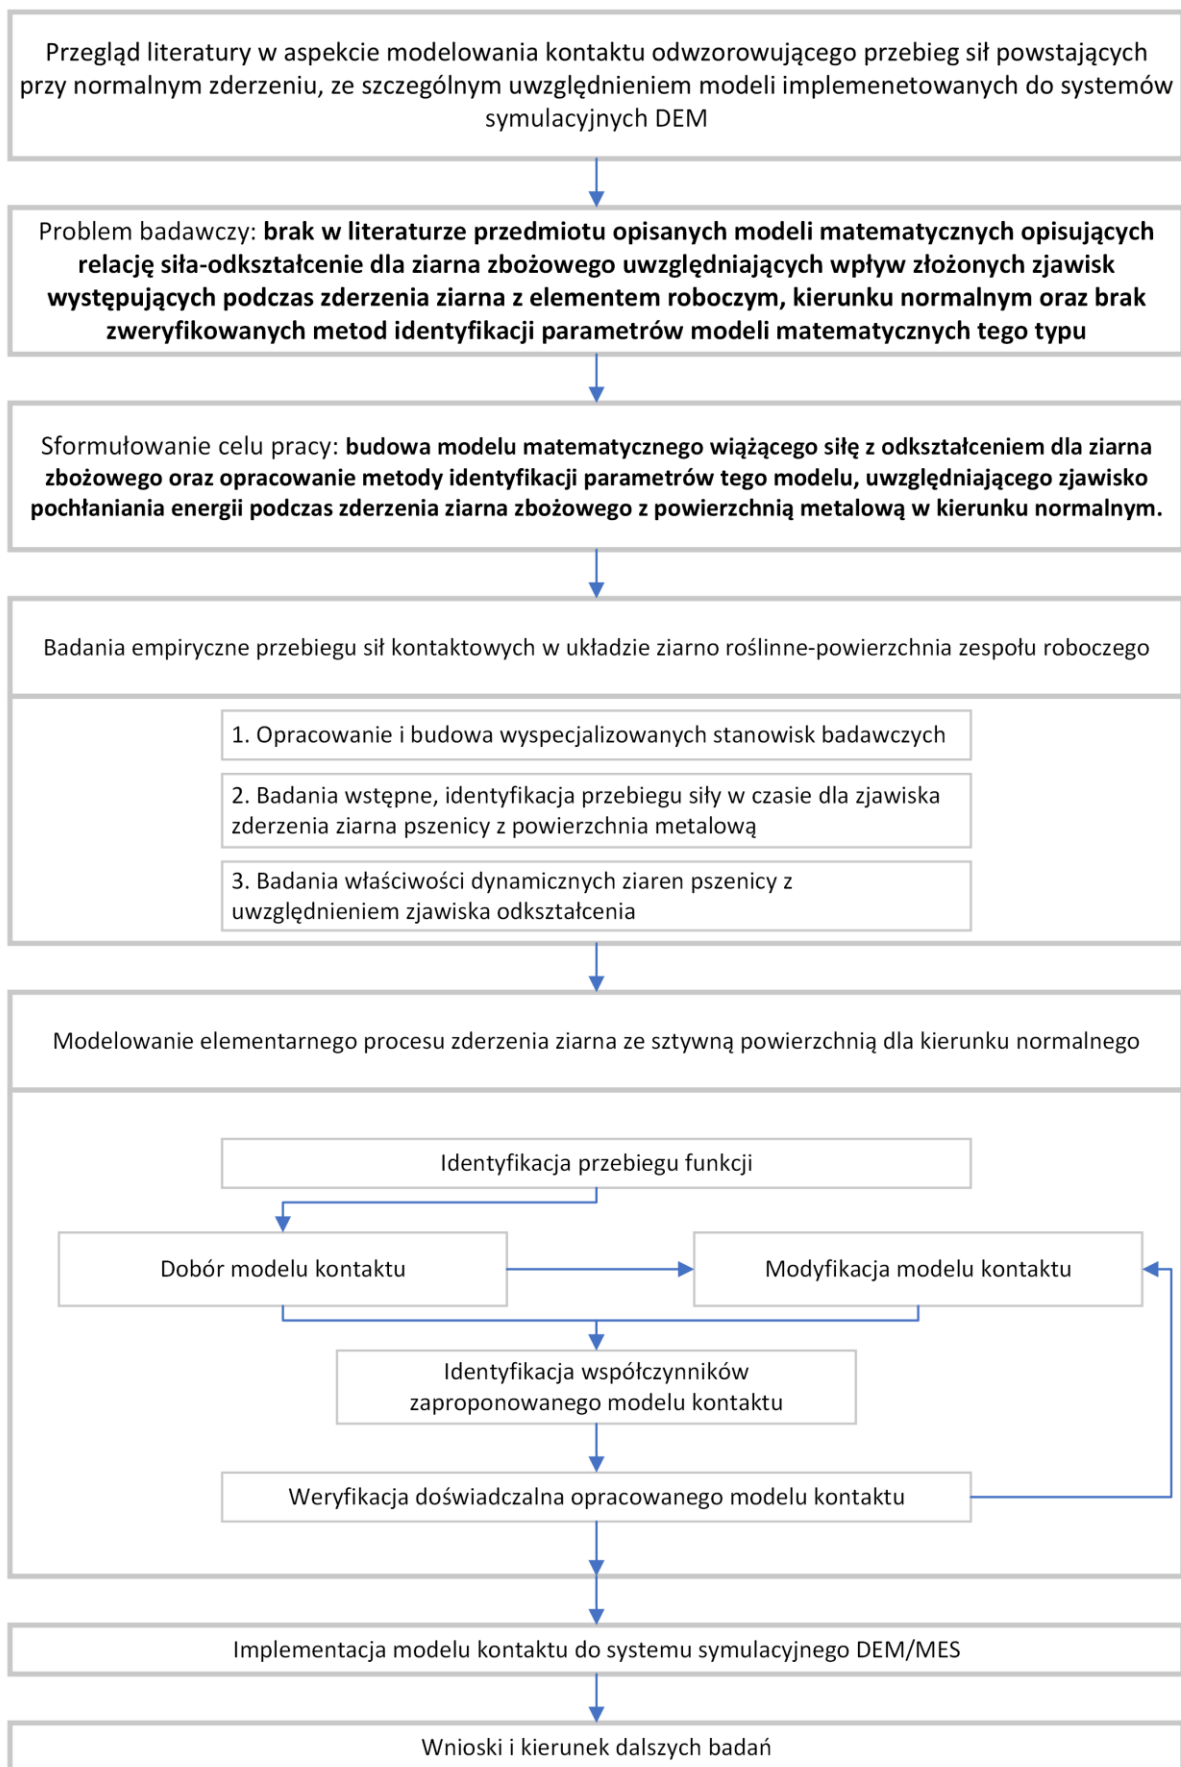 Przegląd literatury w aspekcie modelowania kontaktu odwzorowującego przebieg sił powstających
przy normalnym zderzeniu, ze szczególnym uwzględnieniem modeli implemenetowanych do systemów
symulacyjnych DEM
Problem badawczy: brak w literaturze przedmiotu opisanych modeli matematycznych opisujących
relację siła-odkształcenie dla ziarna zbożowego uwzględniających wpływ złożonych zjawisk
występujących podczas zderzenia ziarna z elementem roboczym, kierunku normalnym oraz brak
zweryfikowanych metod identyfikacji parametrów modeli matematycznych tego typu
Sformułowanie celu pracy: budowa modelu matematycznego wiążącego siłę z odkształceniem dla ziarna
zbożowego oraz opracowanie metody identyfikacji parametrów tego modelu, uwzględniającego zjawisko
pochłaniania energii podczas zderzenia ziarna zbożowego z powierzchnią metalową w kierunku normalnym.
Badania empiryczne przebiegu sił kontaktowych w układzie ziarno roślinne-powierzchnia zespołu roboczego
1. Opracowanie i budowa wyspecjalizowanych stanowisk badawczych
2. Badania wstępne, identyfikacja przebiegu siły w czasie dla zjawiska
zderzenia ziarna pszenicy z powierzchnia metalową
3. Badania właściwości dynamicznych ziaren pszenicy z
uwzględnieniem zjawiska odkształcenia
Modelowanie elementarnego procesu zderzenia ziarna ze sztywną powierzchnią dla kierunku normalnego
Identyfikacja przebiegu funkcji
Dobór modelu kontaktu
Modyfikacja modelu kontaktu
Identyfikacja współczynników
zaproponowanego modelu kontaktu
Weryfikacja doświadczalna opracowanego modelu kontaktu
Implementacja modelu kontaktu do systemu symulacyjnego DEM/MES
Wnioski i kierunek dalszych badań